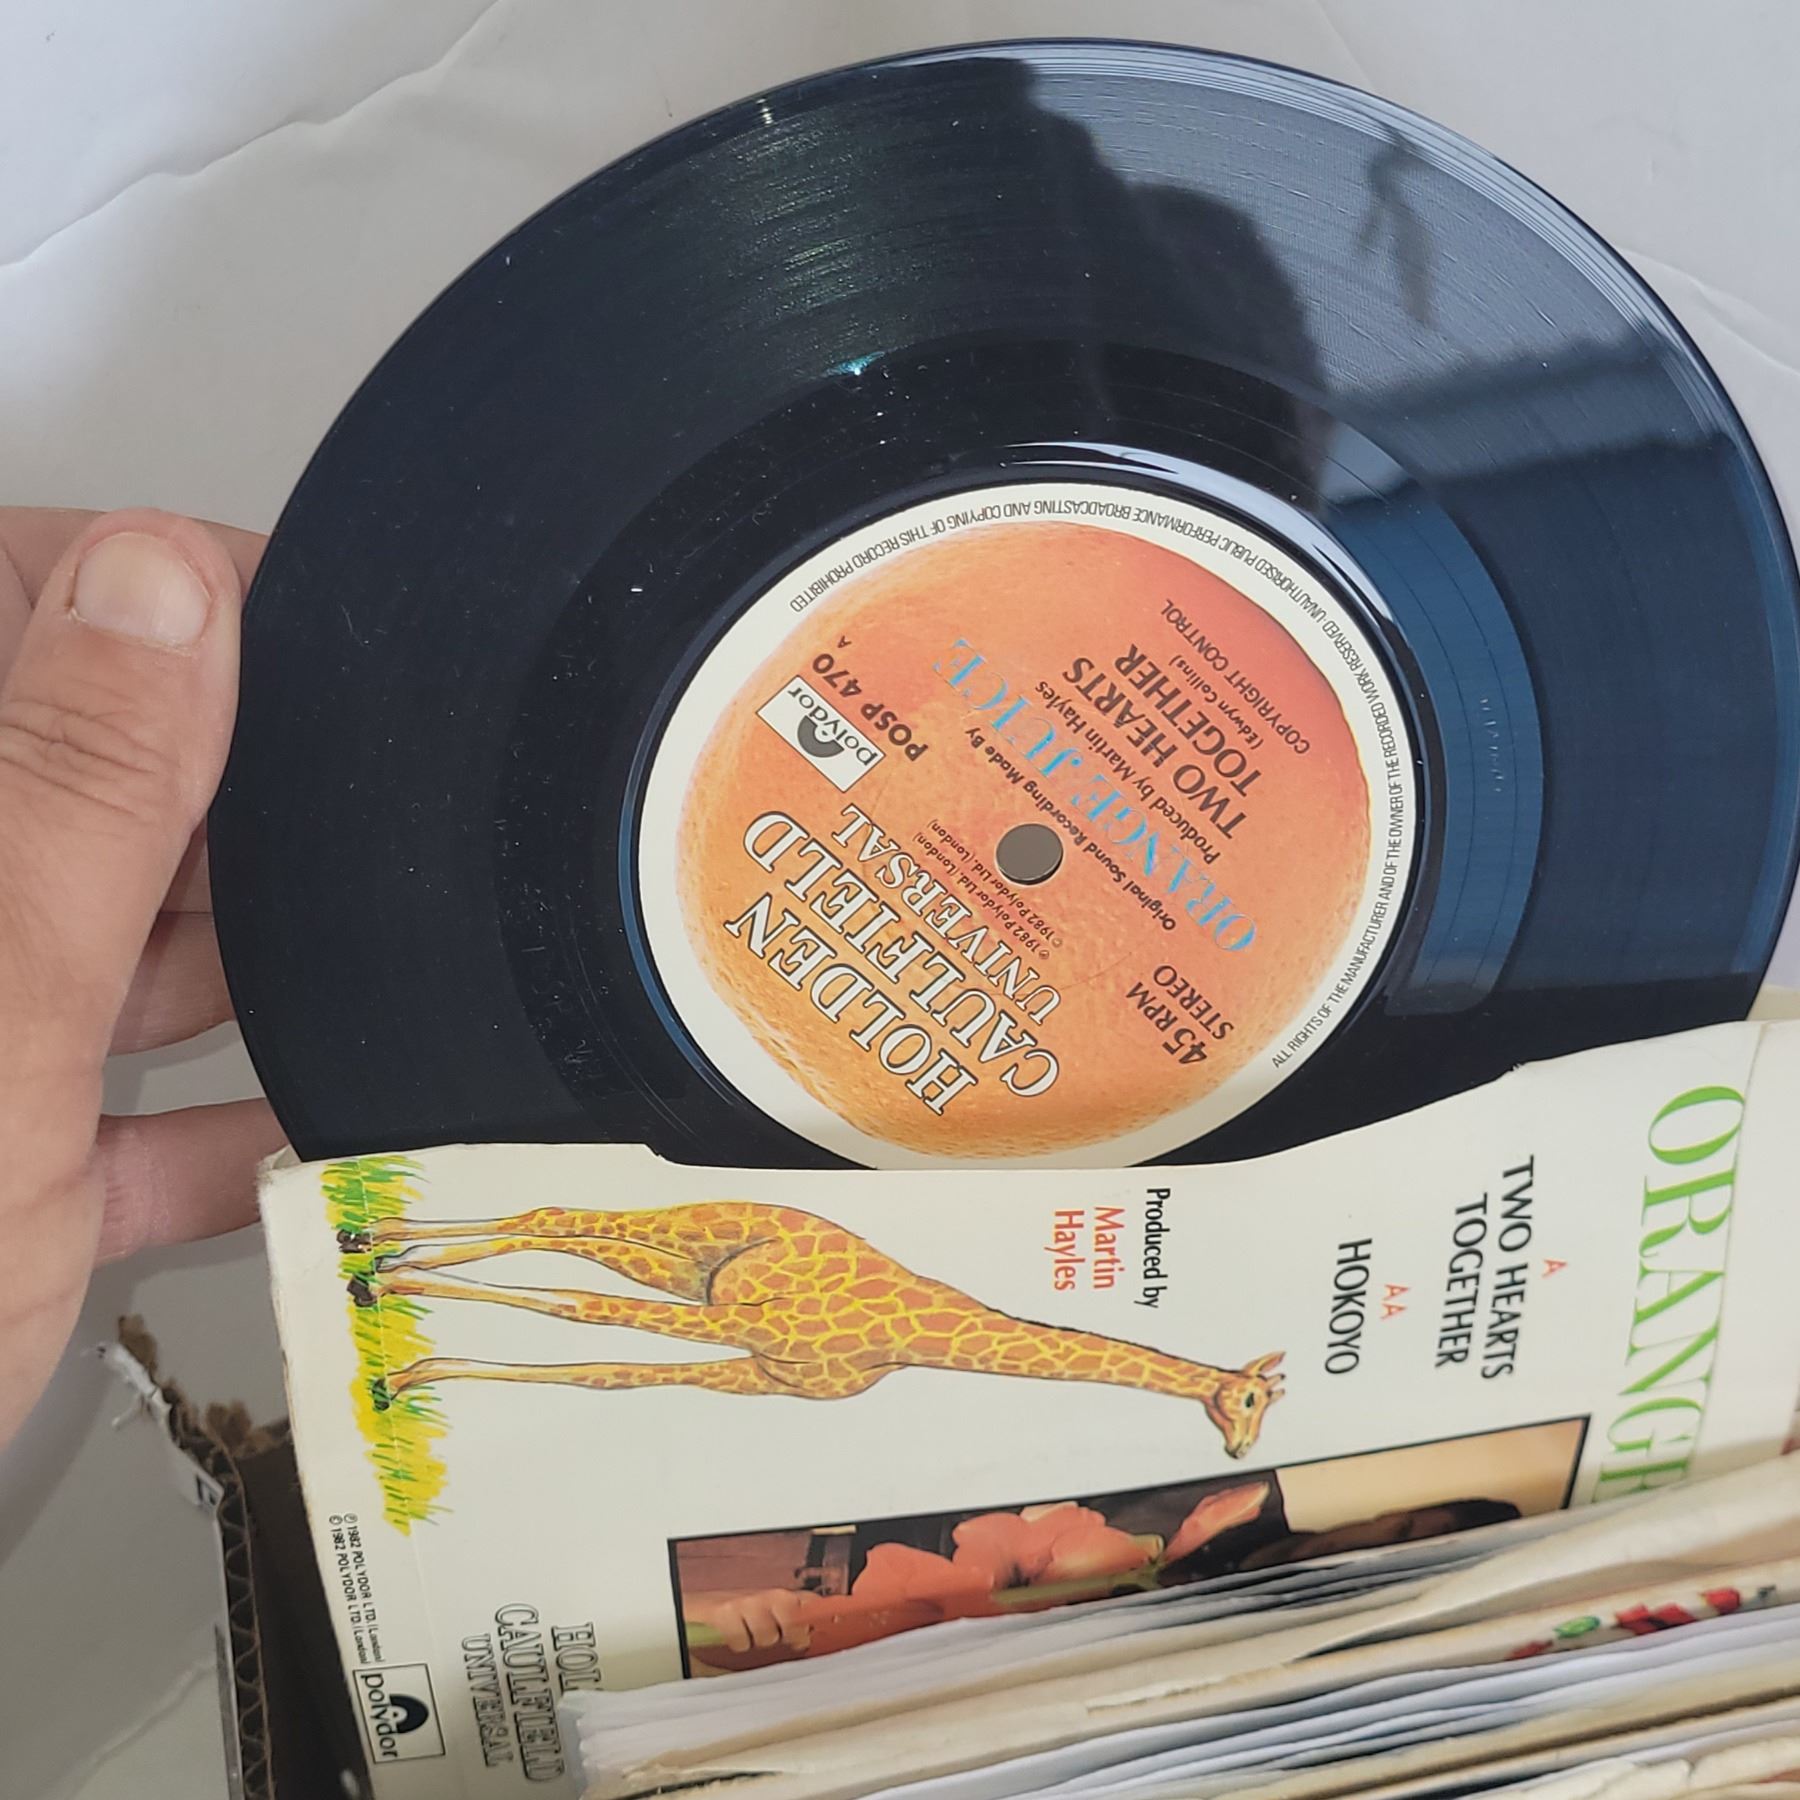 HOLDEN
CAULFIELD
UNIVERSAL
polydor
POSP 470
A
℗ 1982 Polydor Ltd. (London)
© 1982 Polydor Ltd. (London)
45 RPM
STEREO
Original Sound Recording Made By
ORANGE JUICE
Produced by Martin Hayles
TWO HEARTS
TOGETHER
(Edwyn Collins)
COPYRIGHT CONTROL
ALL RIGHTS OF THE MANUFACTURER AND OF THE OWNER OF THE RECORDED WORK RESERVED·UNAUTHORISED PUBLIC PERFORMANCE BROADCASTING AND COPYING OF THIS RECORD PROHIBITED
ORANG
A
TWO HEARTS
TOGETHER
AA
HOKOYO
Produced by
Martin
Hayles
HOL
CAULFIELD
UNIVERSAL
℗ 1982 POLYDOR LTD. (London)
© 1982 POLYDOR LTD. (London)
polydor